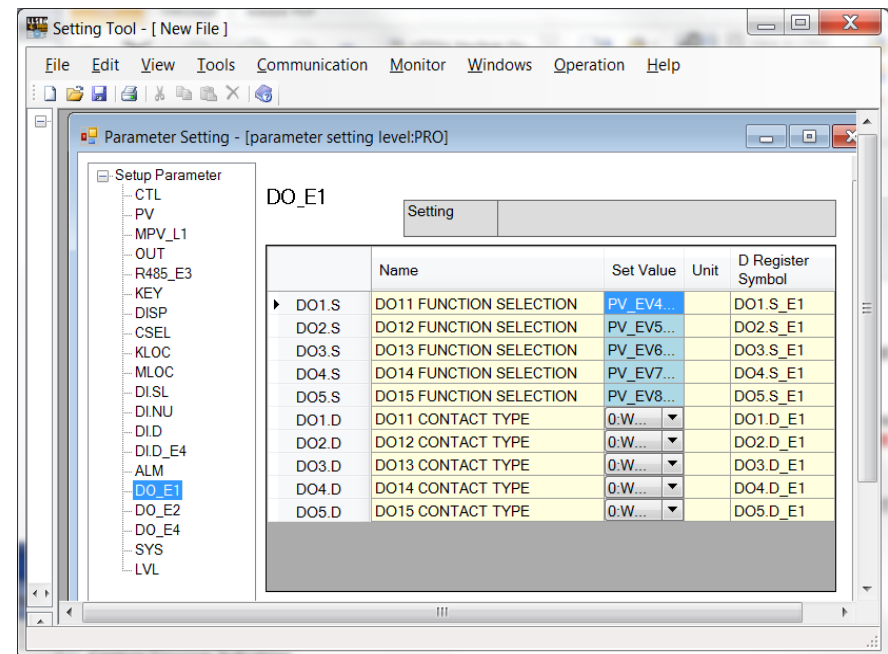 Setting Tool - [ New File ]
File Edit View Tools Communication Monitor Windows Operation Help
Parameter Setting - [parameter setting level:PRO]
Setup Parameter
CTL
PV
MPV_L1
OUT
R485_E3
KEY
DISP
CSEL
KLOC
MLOC
DI.SL
DI.NU
DI.D
DI.D_E4
ALM
DO_E1
DO_E2
DO_E4
SYS
LVL
DO_E1
Setting
Name Set Value Unit D Register Symbol
DO1.S DO11 FUNCTION SELECTION PV_EV4... DO1.S_E1
DO2.S DO12 FUNCTION SELECTION PV_EV5... DO2.S_E1
DO3.S DO13 FUNCTION SELECTION PV_EV6... DO3.S_E1
DO4.S DO14 FUNCTION SELECTION PV_EV7... DO4.S_E1
DO5.S DO15 FUNCTION SELECTION PV_EV8... DO5.S_E1
DO1.D DO11 CONTACT TYPE 0:W... DO1.D_E1
DO2.D DO12 CONTACT TYPE 0:W... DO2.D_E1
DO3.D DO13 CONTACT TYPE 0:W... DO3.D_E1
DO4.D DO14 CONTACT TYPE 0:W... DO4.D_E1
DO5.D DO15 CONTACT TYPE 0:W... DO5.D_E1